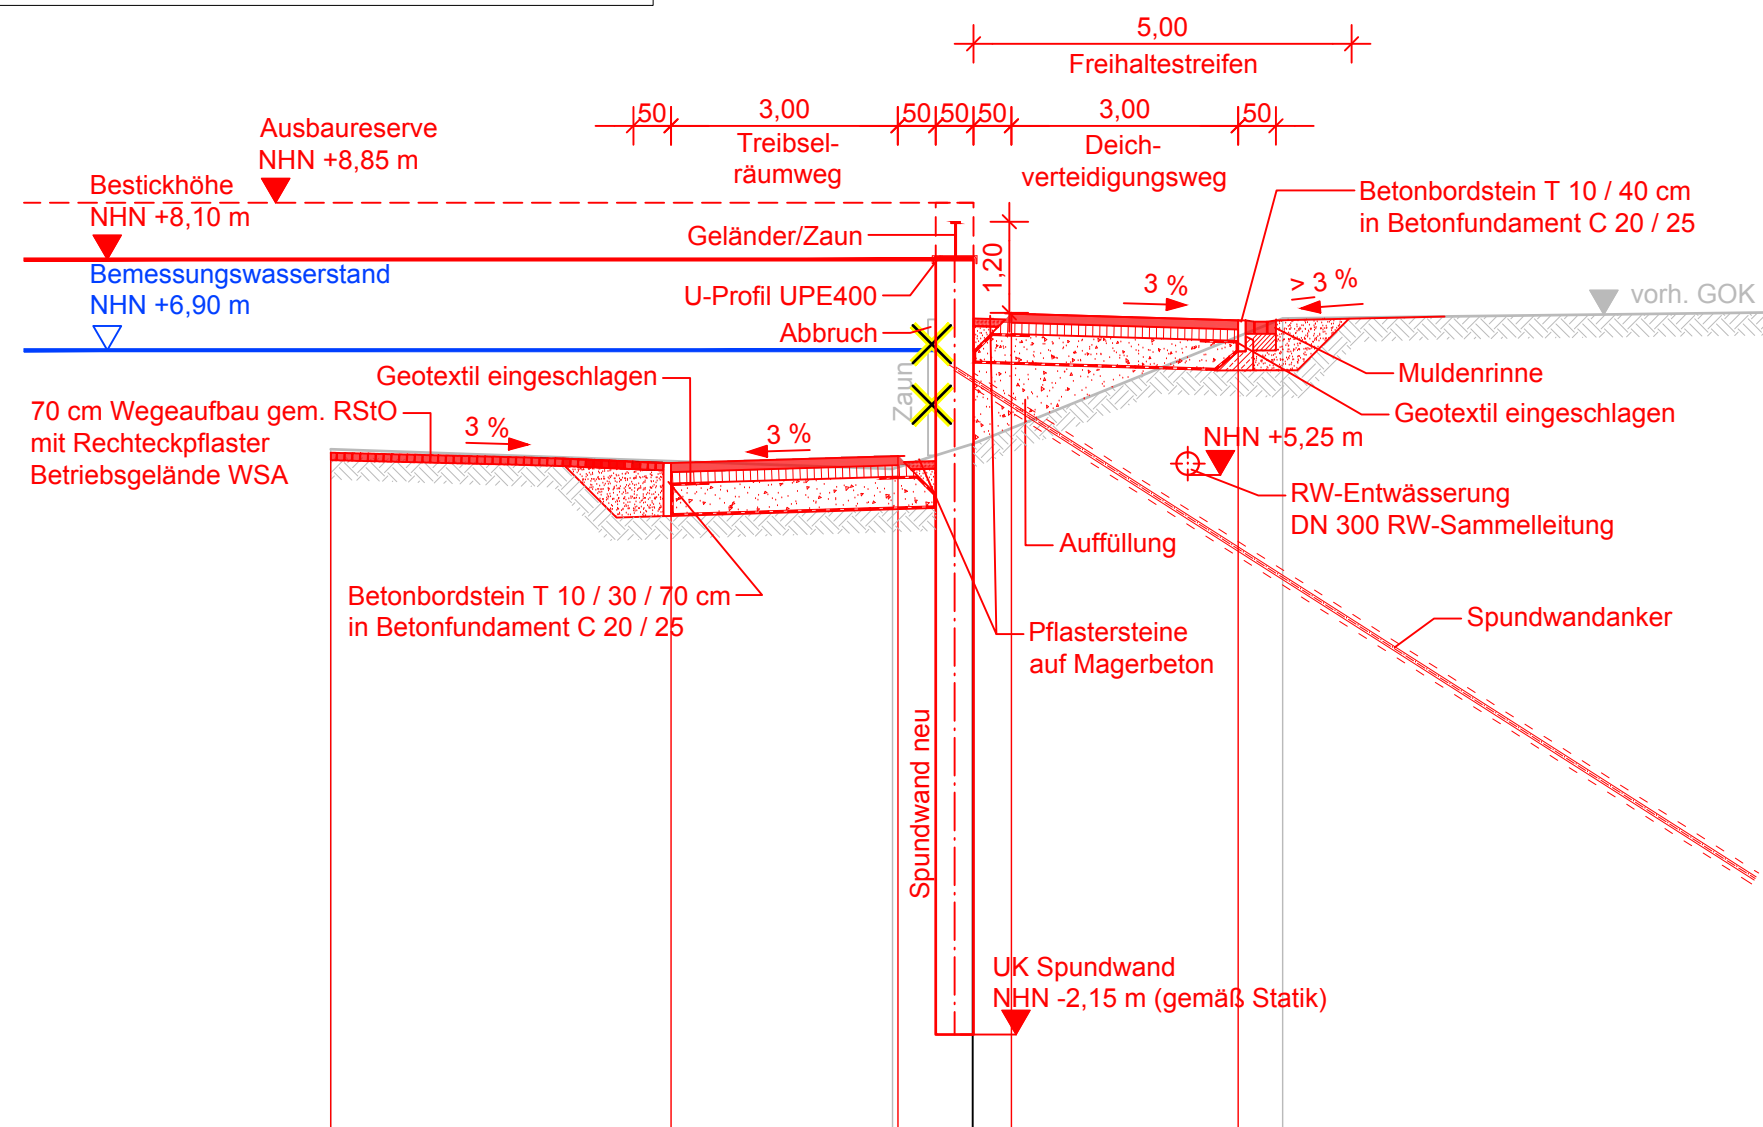 5,00
Freihaltestreifen
50
3,00
50
50
50
3,00
50
Treibsel-
räumweg
Deich-
verteidigungsweg
Ausbaureserve
NHN +8,85 m
Bestickhöhe
NHN +8,10 m
Bemessungswasserstand
NHN +6,90 m
Geländer/Zaun
U-Profil UPE400
Abbruch
1,20
3 %
> 3 %
Betonbordstein T 10 / 40 cm
in Betonfundament C 20 / 25
vorh. GOK
Zaun
Geotextil eingeschlagen
Muldenrinne
Geotextil eingeschlagen
70 cm Wegeaufbau gem. RStO
mit Rechteckpflaster
Betriebsgelände WSA
3 %
3 %
NHN +5,25 m
RW-Entwässerung
DN 300 RW-Sammelleitung
Auffüllung
Betonbordstein T 10 / 30 / 70 cm
in Betonfundament C 20 / 25
Pflastersteine
auf Magerbeton
Spundwandanker
Spundwand neu
UK Spundwand
NHN -2,15 m (gemäß Statik)